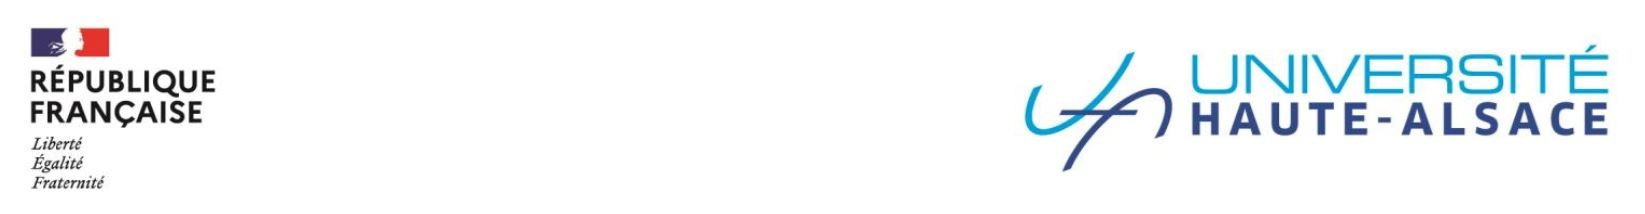 RÉPUBLIQUE
FRANÇAISE
Liberté
Égalité
Fraternité
UNIVERSITÉ
HAUTE-ALSACE